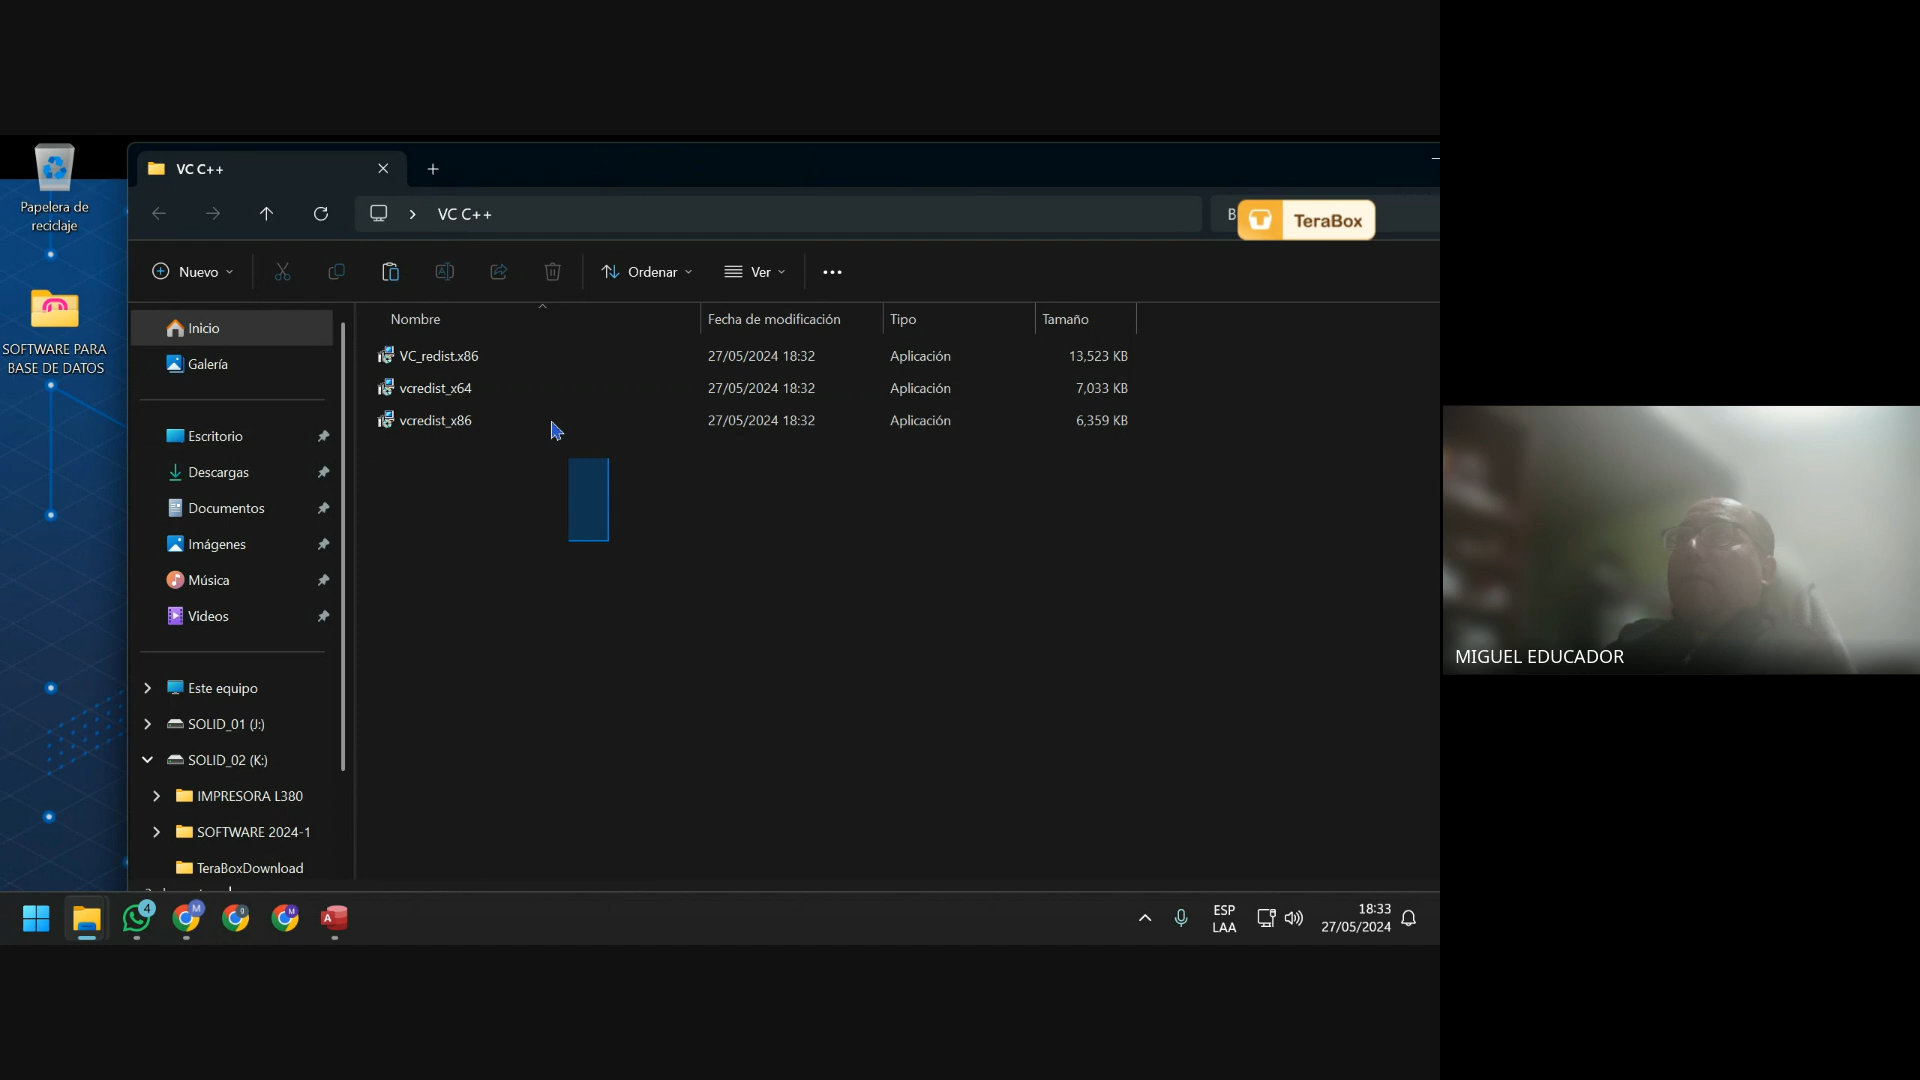 Papelera de
reciclaje
SOFTWARE PARA
BASE DE DATOS
VC C++
VC C++
B
TeraBox
Nuevo
Ordenar
Ver
Inicio
Galería
Escritorio
Descargas
Documentos
Imágenes
Música
Videos
Este equipo
SOLID_01 (J:)
SOLID_02 (K:)
IMPRESORA L380
SOFTWARE 2024-1
TeraBoxDownload
Nombre Fecha de modificación Tipo Tamaño
VC_redist.x86 27/05/2024 18:32 Aplicación 13,523 KB
vcredist_x64 27/05/2024 18:32 Aplicación 7,033 KB
vcredist_x86 27/05/2024 18:32 Aplicación 6,359 KB
MIGUEL EDUCADOR
4
M
g
M
A
ESP
LAA
18:33
27/05/2024